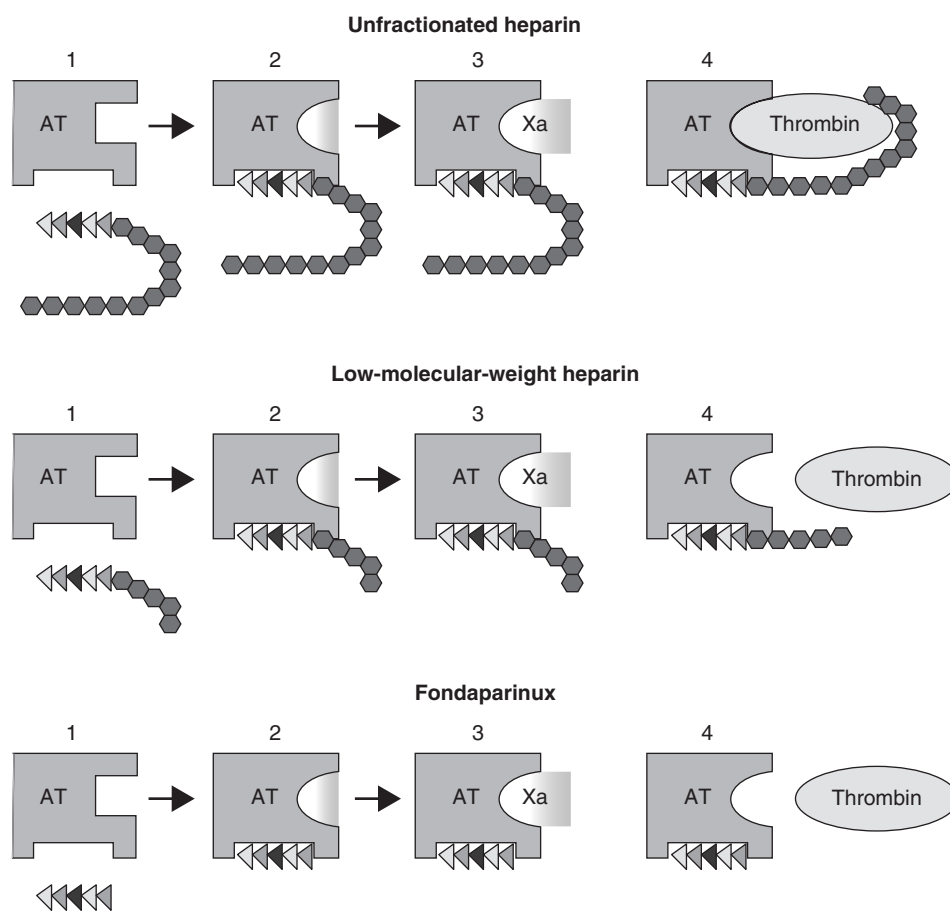 Unfractionated heparin
1 2 3 4
AT AT AT Xa AT Thrombin
Low-molecular-weight heparin
1 2 3 4
AT AT AT Xa AT Thrombin
Fondaparinux
1 2 3 4
AT AT AT Xa AT Thrombin